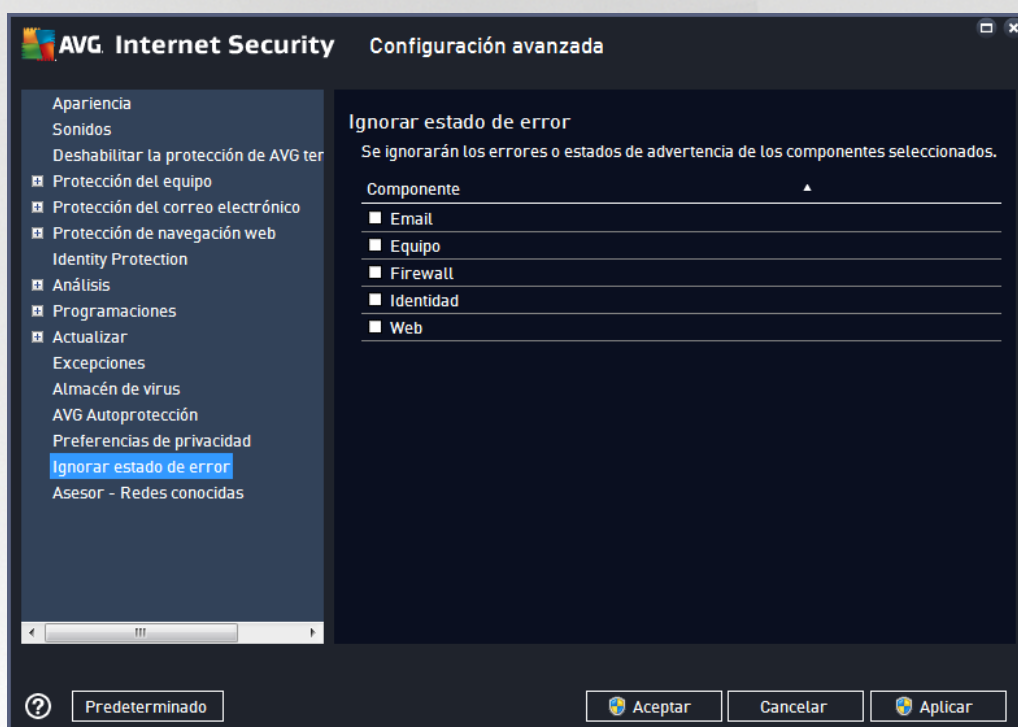 AVG. Internet Security Configuración avanzada
Apariencia
Sonidos
Deshabilitar la protección de AVG ter
Protección del equipo
Protección del correo electrónico
Protección de navegación web
Identity Protection
Análisis
Programaciones
Actualizar
Excepciones
Almacén de virus
AVG Autoprotección
Preferencias de privacidad
Ignorar estado de error
Asesor - Redes conocidas
Ignorar estado de error
Se ignorarán los errores o estados de advertencia de los componentes seleccionados.
Componente
Email
Equipo
Firewall
Identidad
Web
? Predeterminado Aceptar Cancelar Aplicar